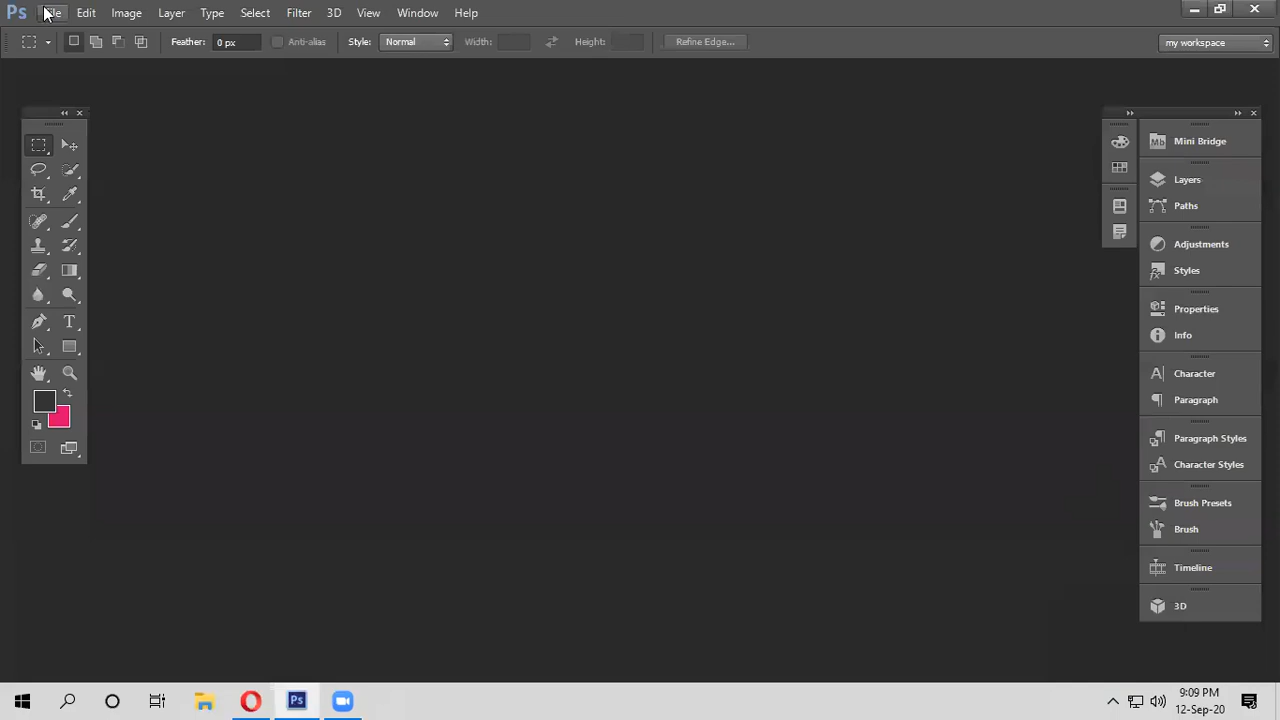 Ps File Edit Image Layer Type Select Filter 3D View Window Help
Feather: 0 px Anti-alias Style: Normal Width: Height: Refine Edge... my workspace
Mb Mini Bridge
Layers
Paths
Adjustments
Styles
Properties
Info
Character
Paragraph
Paragraph Styles
Character Styles
Brush Presets
Brush
Timeline
3D
Ps
9:09 PM
12-Sep-20